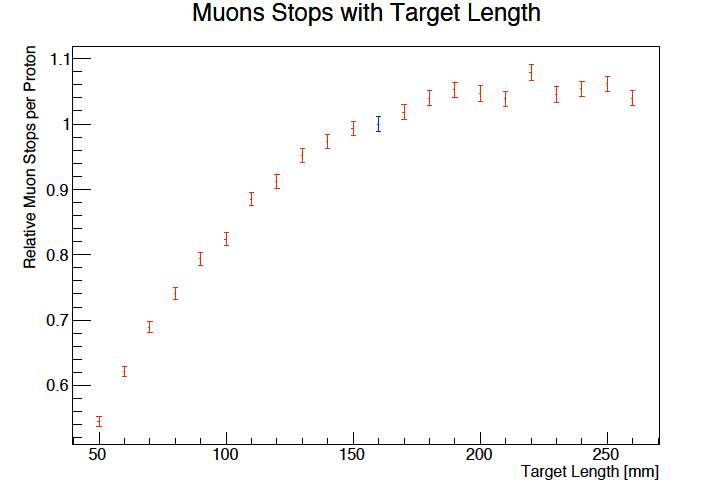 Muons Stops with Target Length
Relative Muon Stops per Proton
1.1
1
0.9
0.8
0.7
0.6
50 100 150 200 250
Target Length [mm]